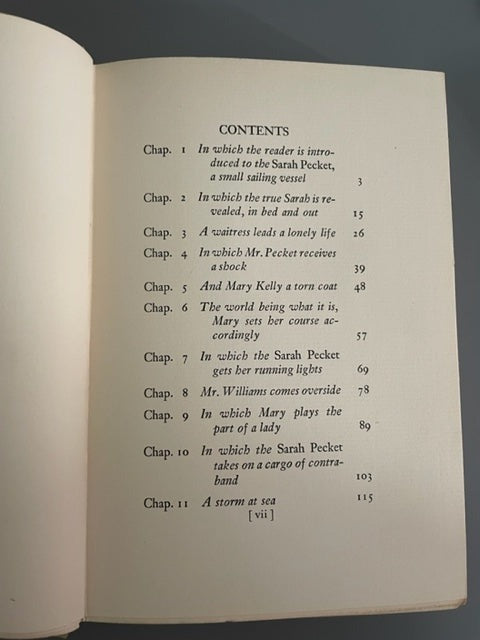 CONTENTS
Chap. 1 In which the reader is intro-
duced to the Sarah Pecket,
a small sailing vessel 3
Chap. 2 In which the true Sarah is re-
vealed, in bed and out 15
Chap. 3 A waitress leads a lonely life 26
Chap. 4 In which Mr. Pecket receives
a shock 39
Chap. 5 And Mary Kelly a torn coat 48
Chap. 6 The world being what it is,
Mary sets her course ac-
cordingly 57
Chap. 7 In which the Sarah Pecket
gets her running lights 69
Chap. 8 Mr. Williams comes overside 78
Chap. 9 In which Mary plays the
part of a lady 89
Chap. 10 In which the Sarah Pecket
takes on a cargo of contra-
band 103
Chap. 11 A storm at sea 115
[ vii ]